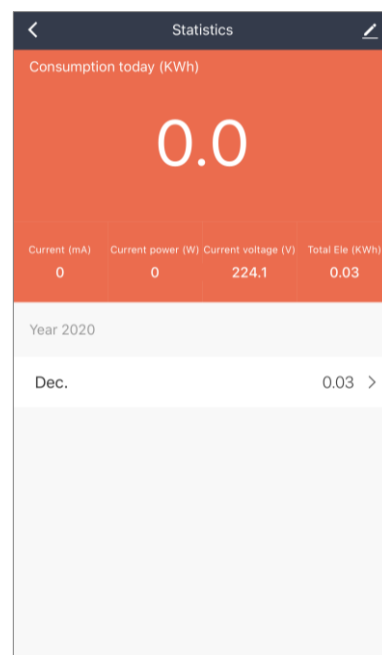 Statistics
Consumption today (KWh)
0.0
Current (mA) Current power (W) Current voltage (V) Total Ele (KWh)
0 0 224.1 0.03
Year 2020
Dec. 0.03